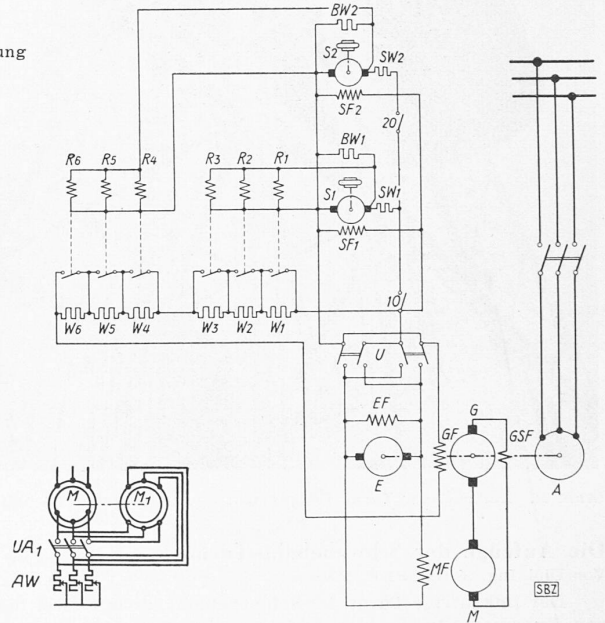 ung
BW2
S2
SW2
SF2
20
BW1
R6 R5 R4 R3 R2 R1
S1
SW1
SF1
10
W6 W5 W4 W3 W2 W1
U
EF
G
GF
GSF
E
A
M
M1
UA1
AW
MF
SBZ
M